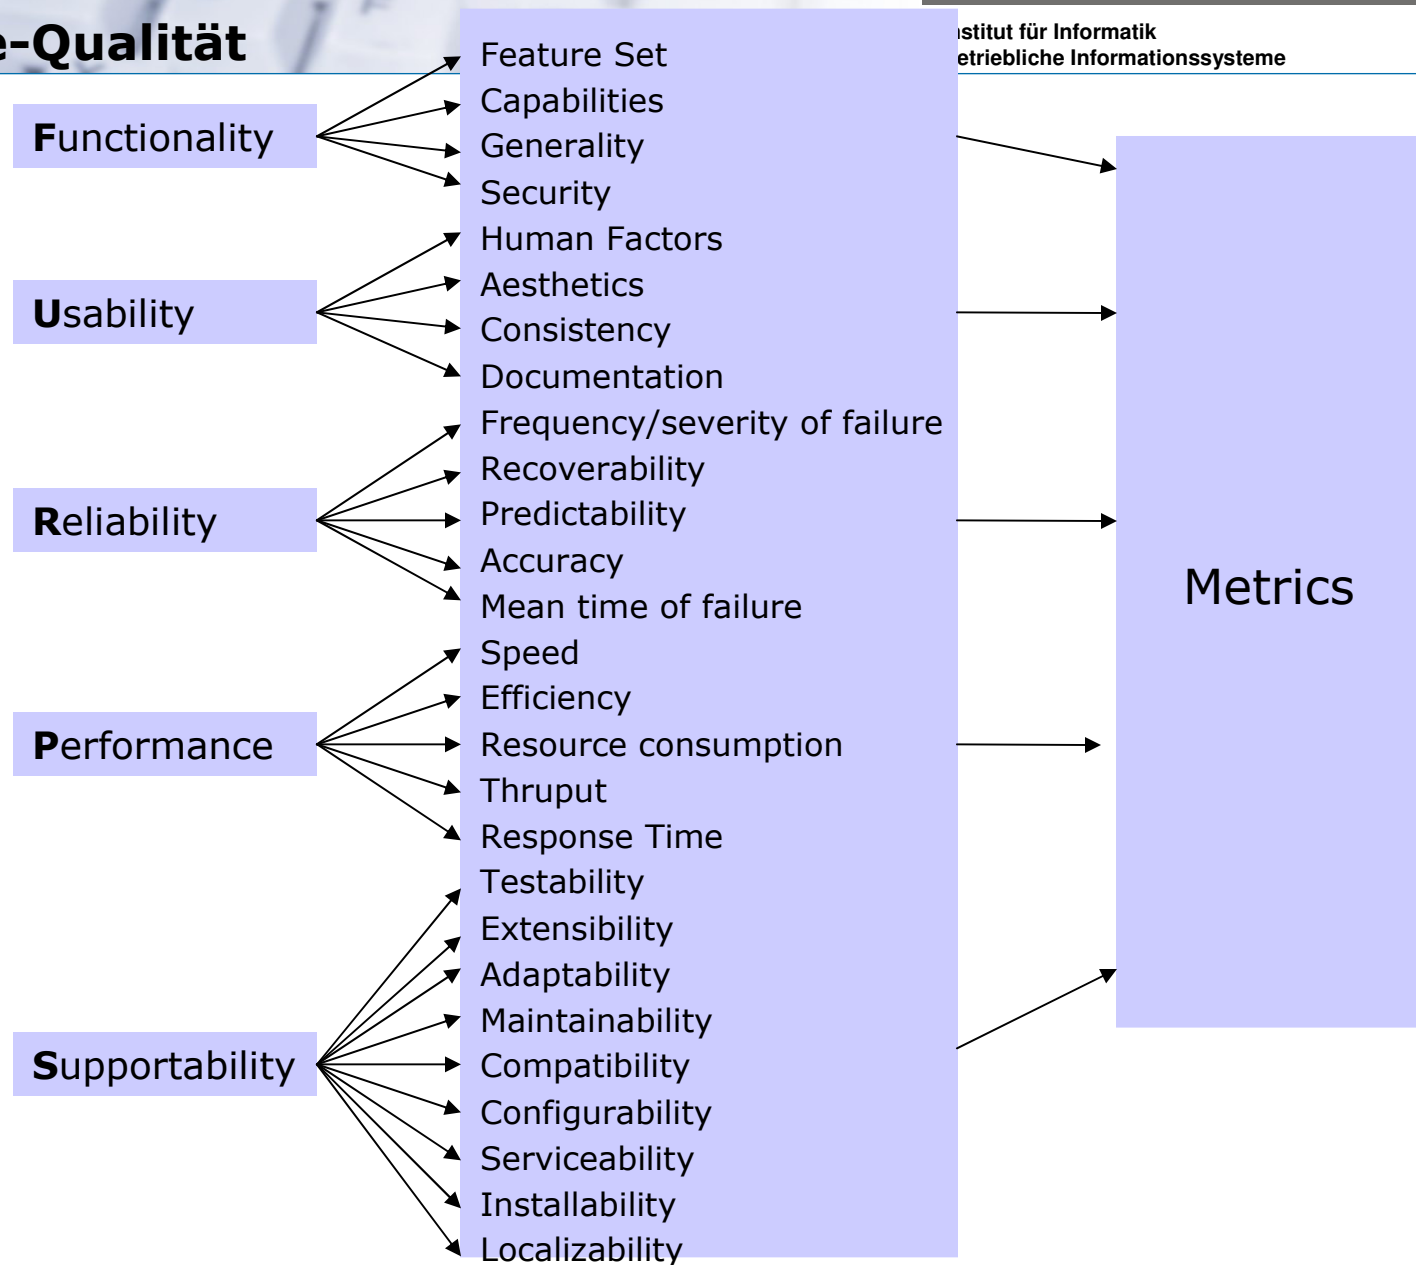 e-Qualität
nstitut für Informatik
etriebliche Informationssysteme
Functionality
Usability
Reliability
Performance
Supportability
Feature Set
Capabilities
Generality
Security
Human Factors
Aesthetics
Consistency
Documentation
Frequency/severity of failure
Recoverability
Predictability
Accuracy
Mean time of failure
Speed
Efficiency
Resource consumption
Thruput
Response Time
Testability
Extensibility
Adaptability
Maintainability
Compatibility
Configurability
Serviceability
Installability
Localizability
Metrics